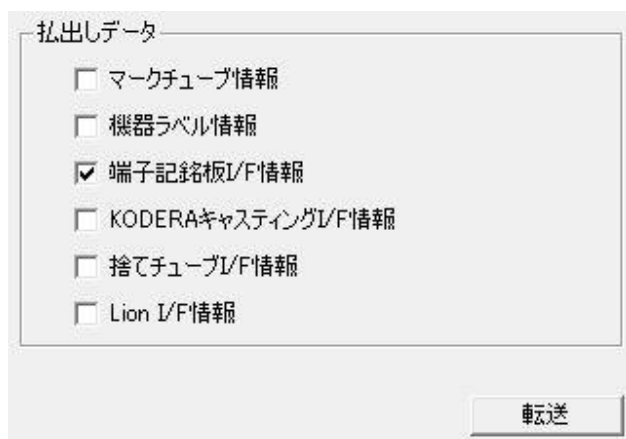 払出しデータ
マークチューブ情報
機器ラベル情報
端子記銘板I/F情報
KODERAキャスティングI/F情報
捨てチューブI/F情報
Lion I/F情報
転送